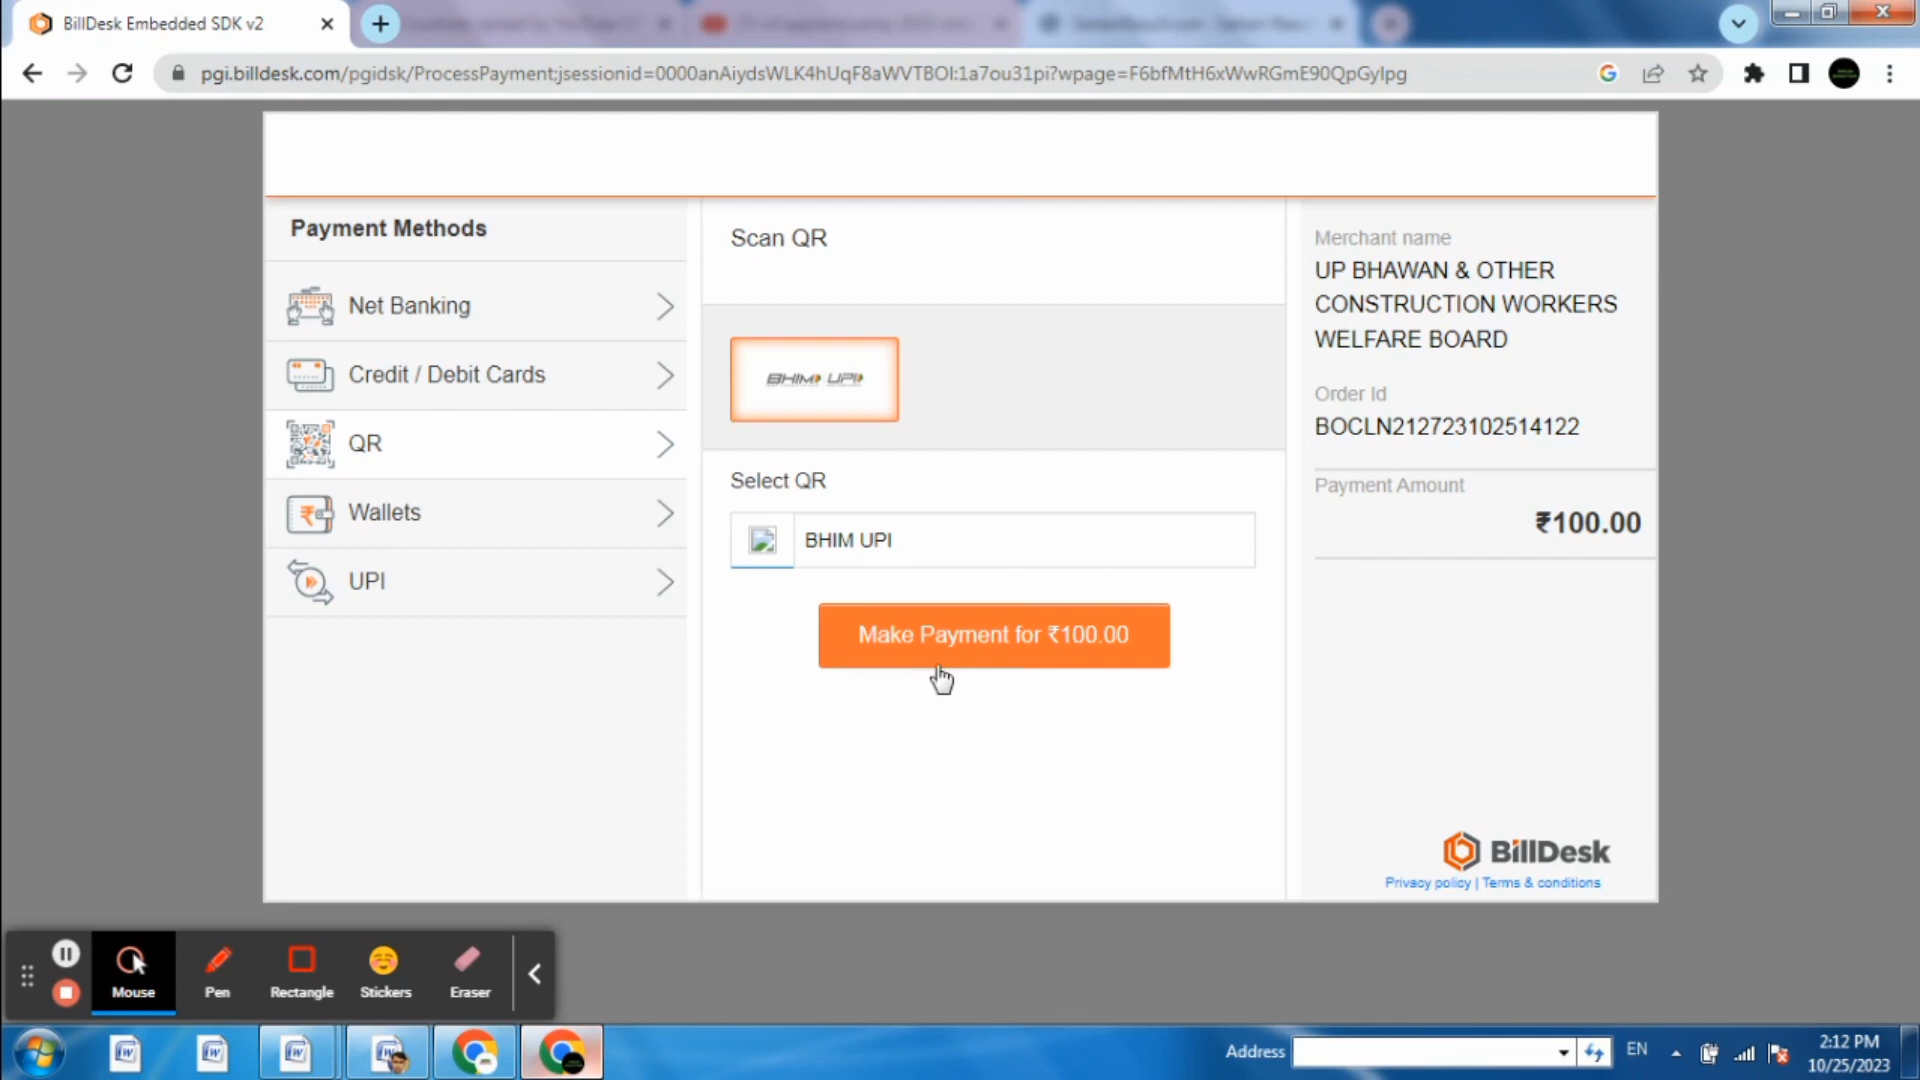 BillDesk Embedded SDK v2
pgi.billdesk.com/pgidsk/ProcessPayment;jsessionid=0000anAiydsWLK4hUqF8aWVTBOI:1a7ou31pi?wpage=F6bfMtH6xWwRGmE90QpGyIpg
Payment Methods
Net Banking
Credit / Debit Cards
QR
Wallets
UPI
Scan QR
BHIM UPI
Select QR
BHIM UPI
Make Payment for ₹100.00
Merchant name
UP BHAWAN & OTHER
CONSTRUCTION WORKERS
WELFARE BOARD
Order Id
BOCLN212723102514122
Payment Amount
₹100.00
BillDesk
Privacy policy | Terms & conditions
Mouse
Pen
Rectangle
Stickers
Eraser
Address
EN
2:12 PM
10/25/2023